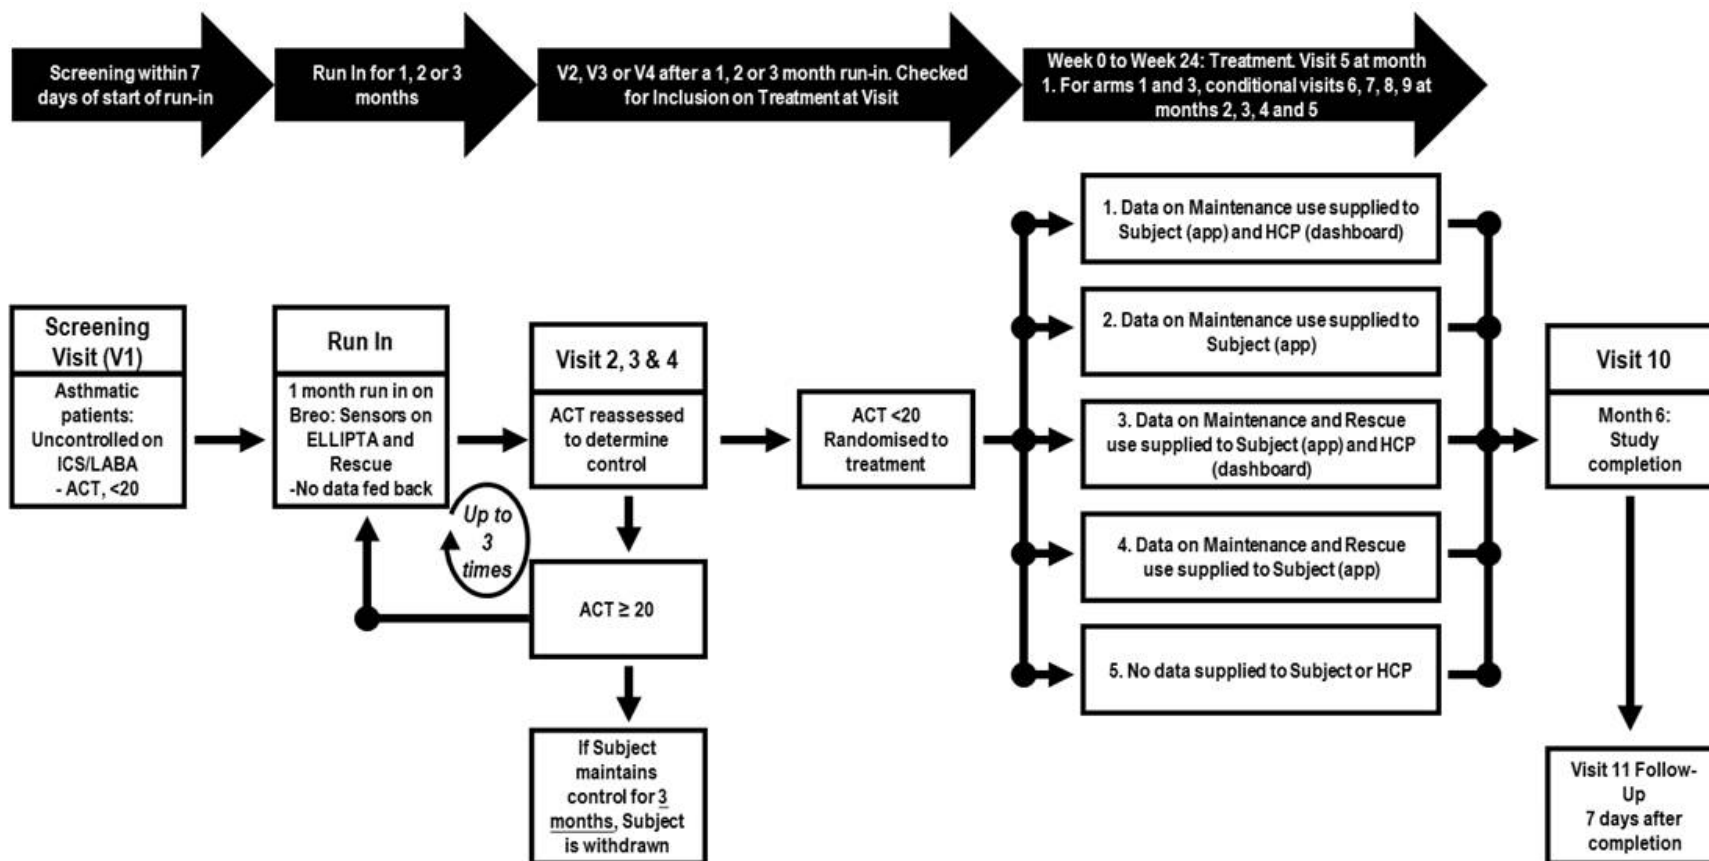 Screening within 7
days of start of run-in
Run In for 1, 2 or 3
months
V2, V3 or V4 after a 1, 2 or 3 month run-in. Checked
for Inclusion on Treatment at Visit
Week 0 to Week 24: Treatment. Visit 5 at month
1. For arms 1 and 3, conditional visits 6, 7, 8, 9 at
months 2, 3, 4 and 5
Screening
Visit (V1)
Asthmatic
patients:
Uncontrolled on
ICS/LABA
- ACT, <20
Run In
1 month run in on
Breo: Sensors on
ELLIPTA and
Rescue
-No data fed back
Up to
3
times
Visit 2, 3 & 4
ACT reassessed
to determine
control
ACT ≥ 20
If Subject
maintains
control for 3
months, Subject
is withdrawn
ACT <20
Randomised to
treatment
1. Data on Maintenance use supplied to
Subject (app) and HCP (dashboard)
2. Data on Maintenance use supplied to
Subject (app)
3. Data on Maintenance and Rescue
use supplied to Subject (app) and HCP
(dashboard)
4. Data on Maintenance and Rescue
use supplied to Subject (app)
5. No data supplied to Subject or HCP
Visit 10
Month 6:
Study
completion
Visit 11 Follow-
Up
7 days after
completion